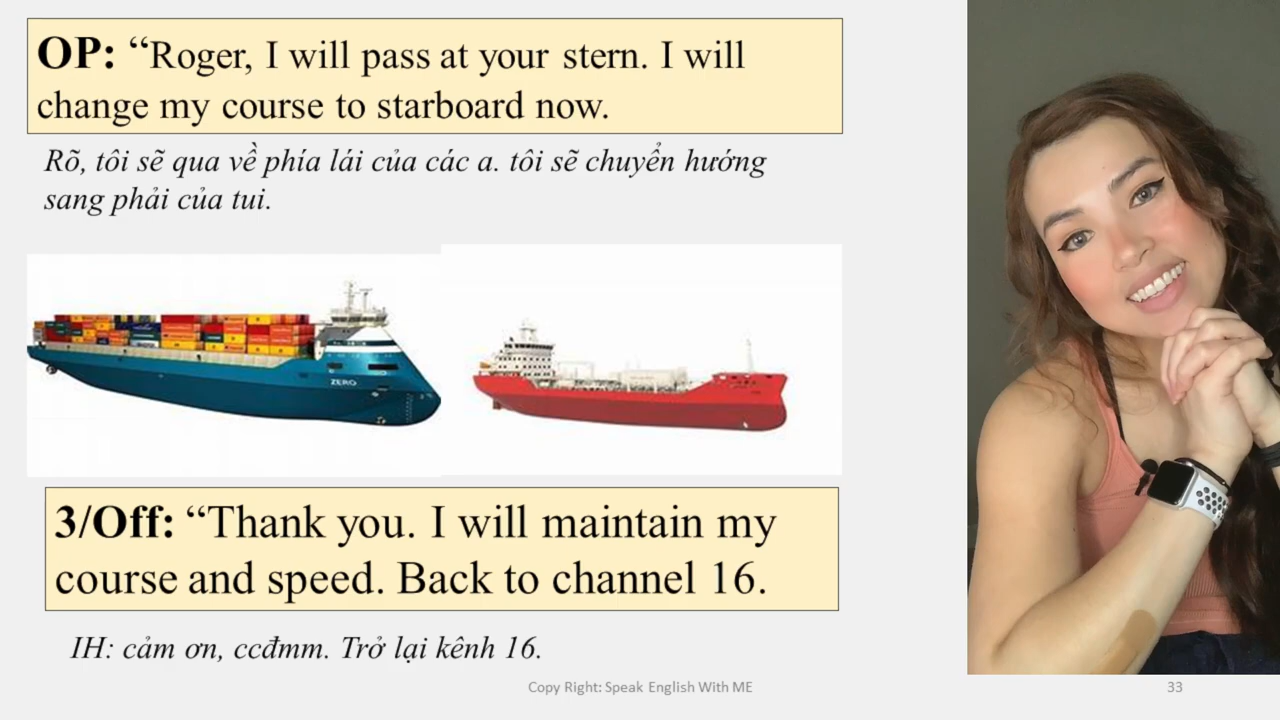 OP: “Roger, I will pass at your stern. I will
change my course to starboard now.
Rõ, tôi sẽ qua về phía lái của các a. tôi sẽ chuyển hướng
sang phải của tui.
ZERO
3/Off: “Thank you. I will maintain my
course and speed. Back to channel 16.
IH: cảm ơn, ccđmm. Trở lại kênh 16.
Copy Right: Speak English With ME
33